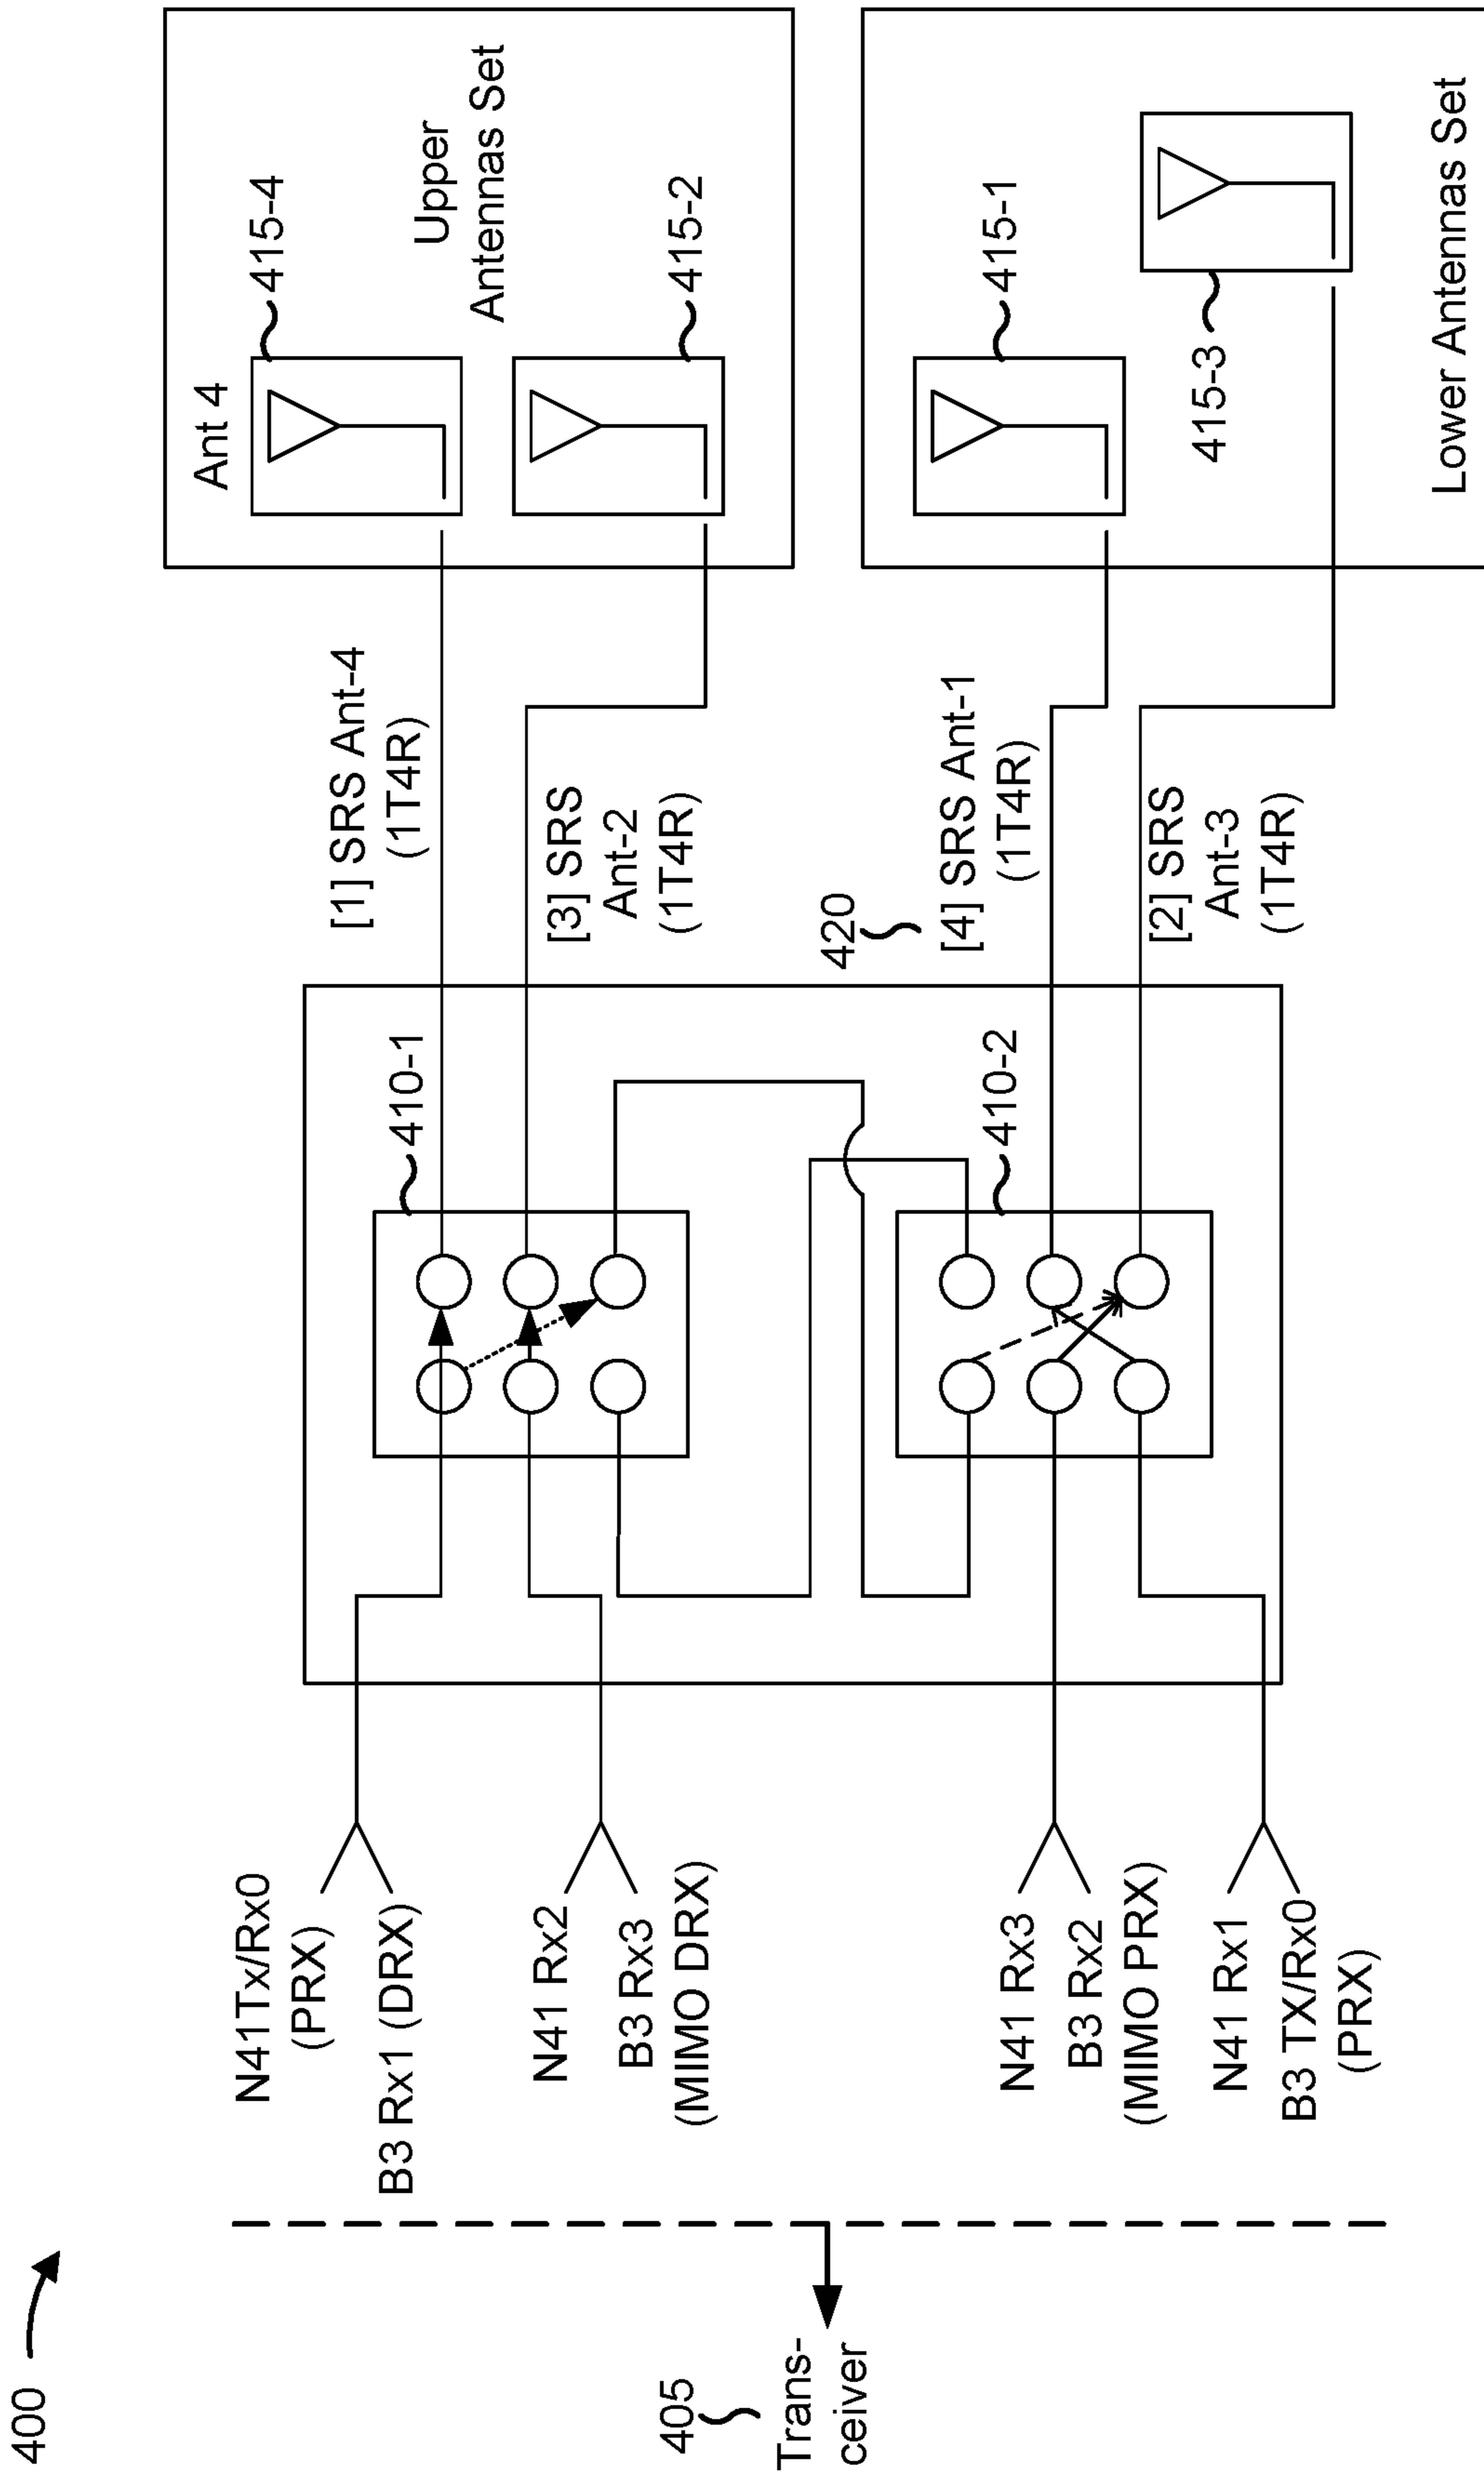 400
405
Trans-
ceiver
N41Tx/Rx0
(PRX)
B3 Rx1 (DRX)
N41 Rx2
B3 Rx3
(MIMO DRX)
N41 Rx3
B3 Rx2
(MIMO PRX)
N41 Rx1
B3 TX/Rx0
(PRX)
410-1
410-2
420
[1] SRS Ant-4
(1T4R)
[3] SRS
Ant-2
(1T4R)
[4] SRS Ant-1
(1T4R)
[2] SRS
Ant-3
(1T4R)
Ant 4
415-4
Upper
Antennas Set
415-2
415-1
415-3
Lower Antennas Set